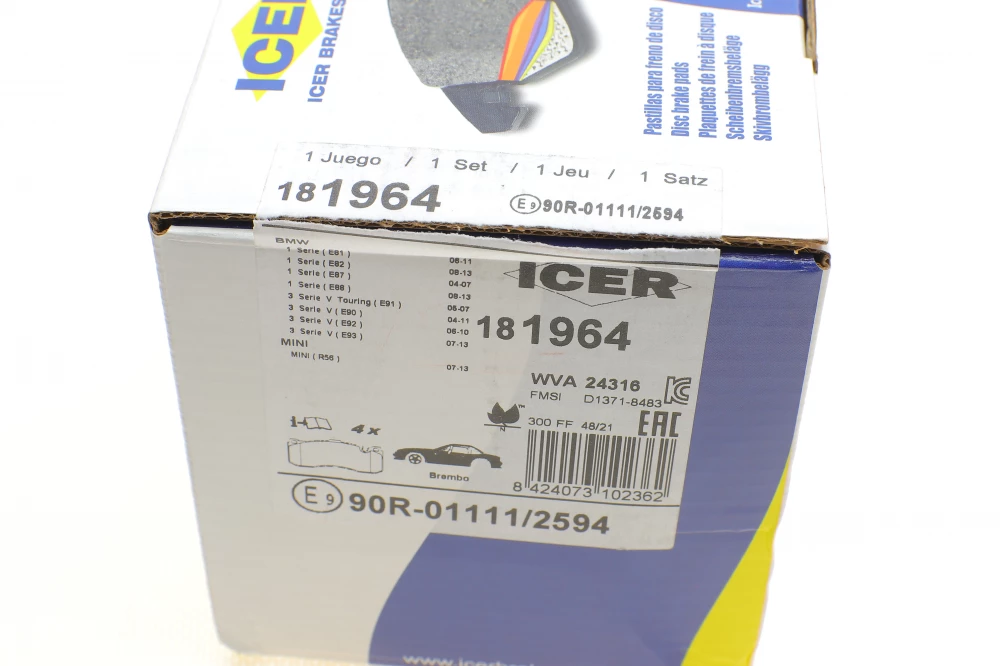 ICER
ICER BRAKES
Pastillas para freno de disco
Disc brake pads
Plaquettes de frein à disque
Scheibenbremsbeläge
Skivbrombelägg
1 Juego / 1 Set / 1 Jeu / 1 Satz
181964 E9 90R-01111/2594
BMW
1 Serie ( E81 ) 06-11
1 Serie ( E82 ) 08-13
1 Serie ( E87 ) 04-07
1 Serie ( E88 ) 08-13
3 Serie V Touring ( E91 ) 05-07
3 Serie V ( E90 ) 04-11
3 Serie V ( E92 ) 06-10
3 Serie V ( E93 ) 07-13
MINI
MINI ( R56 ) 07-13
ICER
181964
WVA 24316
FMSI D1371-8483
300 FF 48/21
EAC
1- 4x
Brembo
8 424073 102362
E9 90R-01111/2594